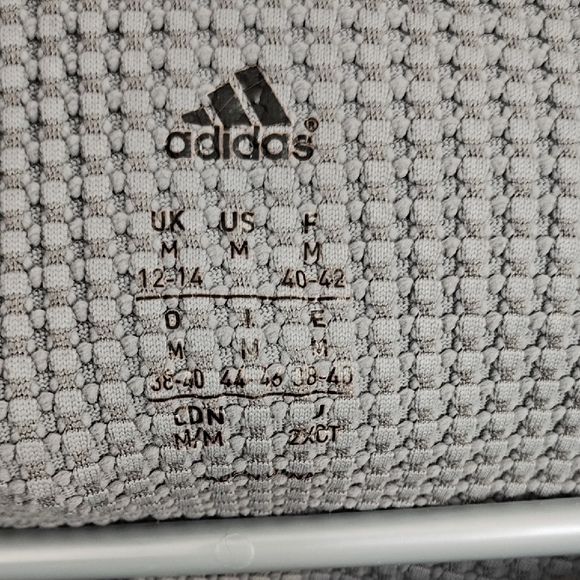 adidas®
UK US F
M M M
12-14 40-42
D I E
M M M
38-40 44-46 38-40
CDN J
M/M 2XCT